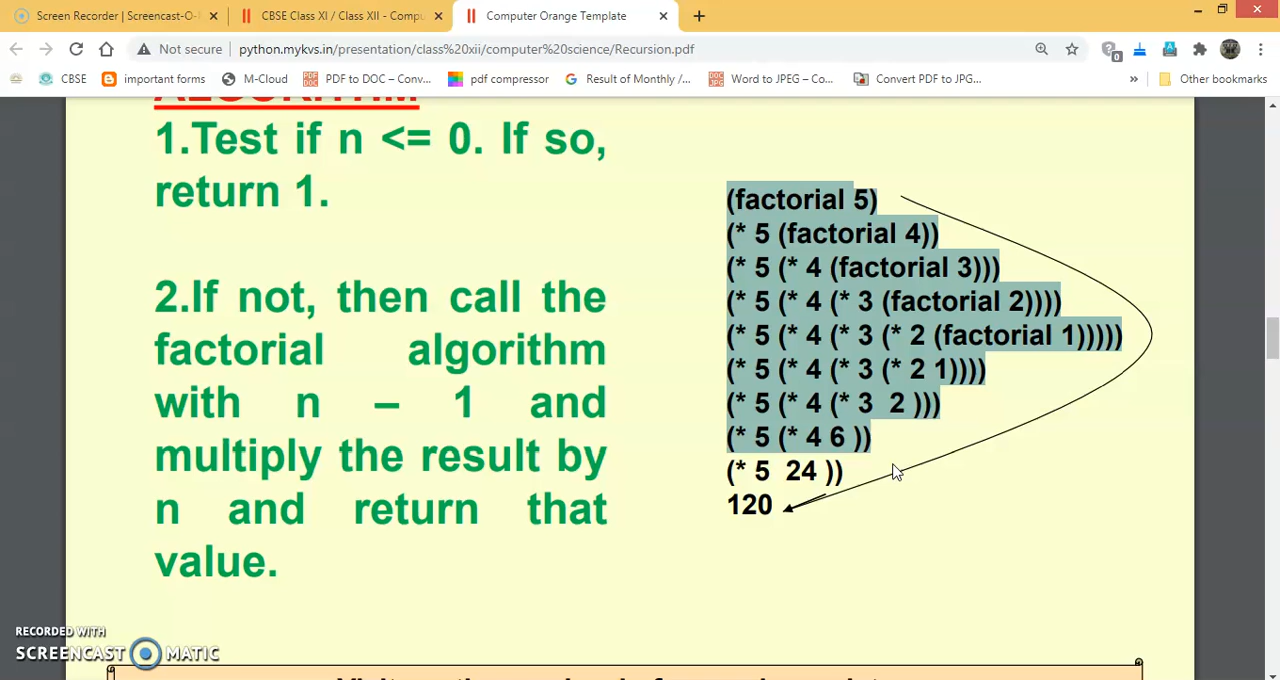 Screen Recorder | Screencast-O-
CBSE Class XI / Class XII - Compu
Computer Orange Template
Not secure | python.mykvs.in/presentation/class%20xii/computer%20science/Recursion.pdf
0
CBSE
important forms
M-Cloud
PDF to DOC – Conv...
pdf compressor
Result of Monthly /...
Word to JPEG – Co...
Convert PDF to JPG...
»
Other bookmarks
ALGORITHM
1.Test if n <= 0. If so,
return 1.
2.If not, then call the
factorial algorithm
with n – 1 and
multiply the result by
n and return that
value.
(factorial 5)
(* 5 (factorial 4))
(* 5 (* 4 (factorial 3)))
(* 5 (* 4 (* 3 (factorial 2))))
(* 5 (* 4 (* 3 (* 2 (factorial 1)))))
(* 5 (* 4 (* 3 (* 2 1))))
(* 5 (* 4 (* 3 2 )))
(* 5 (* 4 6 ))
(* 5 24 ))
120
RECORDED WITH
SCREENCAST MATIC